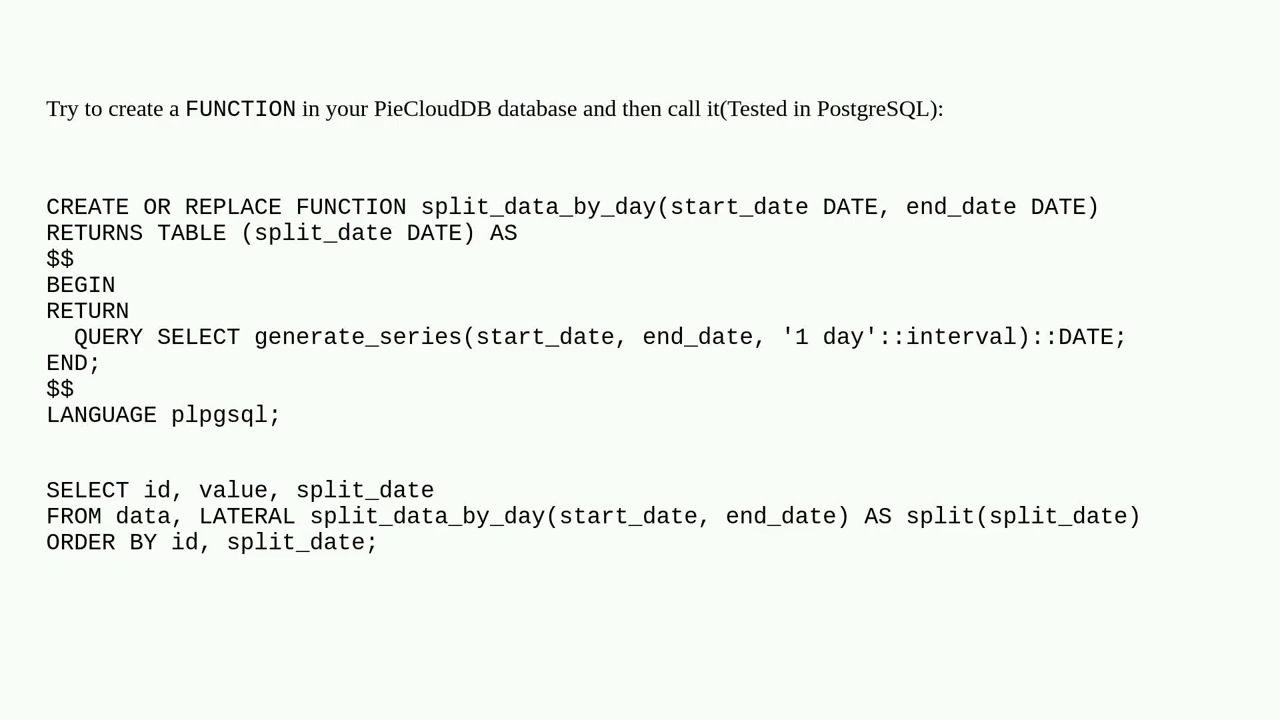 Try to create a FUNCTION in your PieCloudDB database and then call it(Tested in PostgreSQL):
CREATE OR REPLACE FUNCTION split_data_by_day(start_date DATE, end_date DATE)
RETURNS TABLE (split_date DATE) AS
$$
BEGIN
RETURN
  QUERY SELECT generate_series(start_date, end_date, '1 day'::interval)::DATE;
END;
$$
LANGUAGE plpgsql;
SELECT id, value, split_date
FROM data, LATERAL split_data_by_day(start_date, end_date) AS split(split_date)
ORDER BY id, split_date;